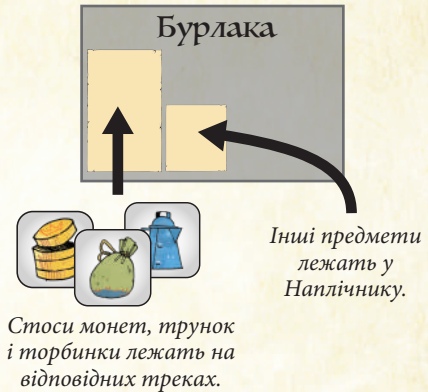 Бурлака
Інші предмети
лежать у
Наплічнику.
Стоси монет, трунок
і торбинки лежать на
відповідних треках.